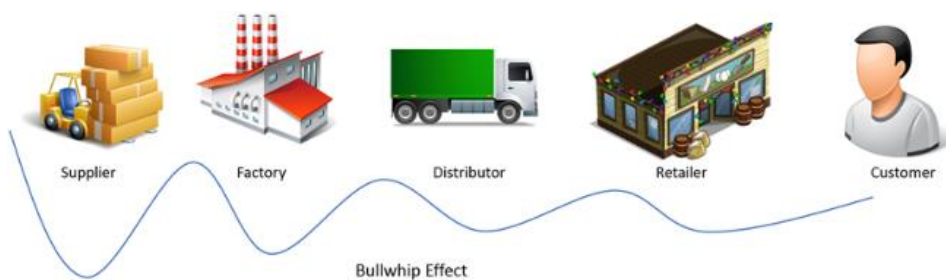 Supplier
Factory
Distributor
Retailer
Customer
Bullwhip Effect